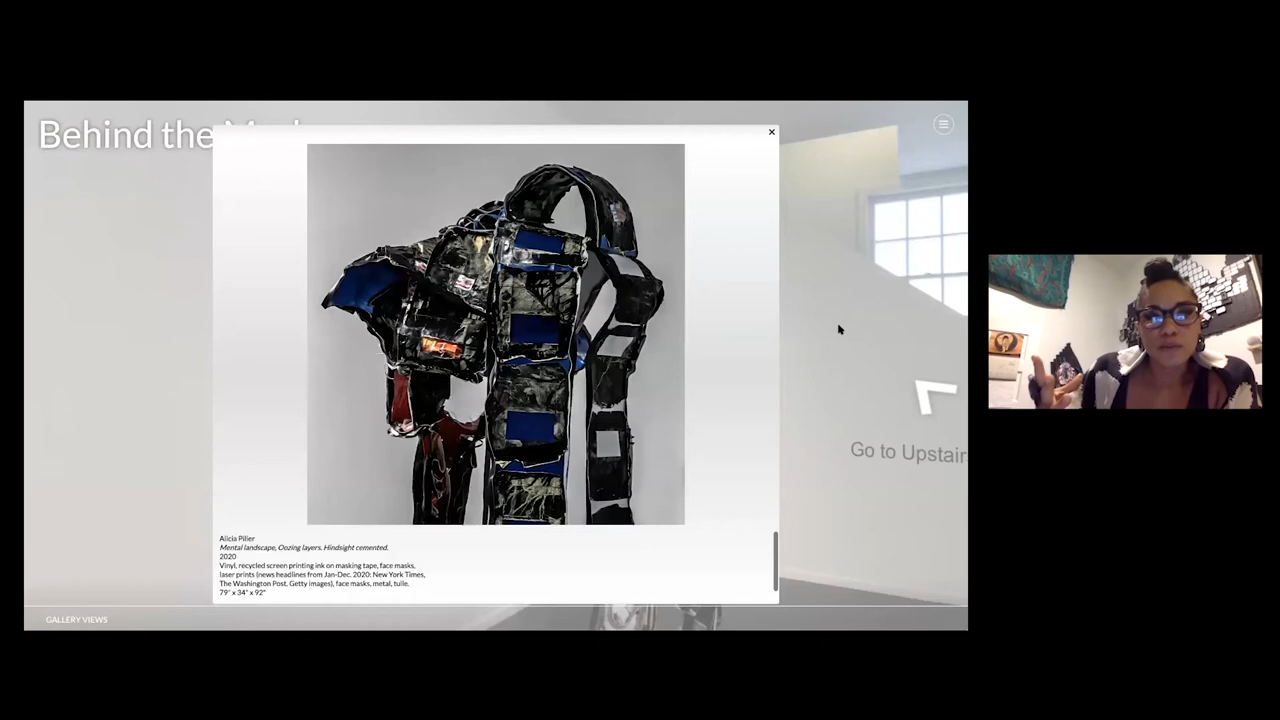 Behind the
Alicia Piller
Mental landscape, Oozing layers. Hindsight cemented.
2020
Vinyl, recycled screen printing ink on masking tape, face masks,
laser prints (news headlines from Jan-Dec. 2020: New York Times,
The Washington Post. Getty images), face masks, metal, tulle.
79" x 34" x 92"
Go to Upstair
GALLERY VIEWS